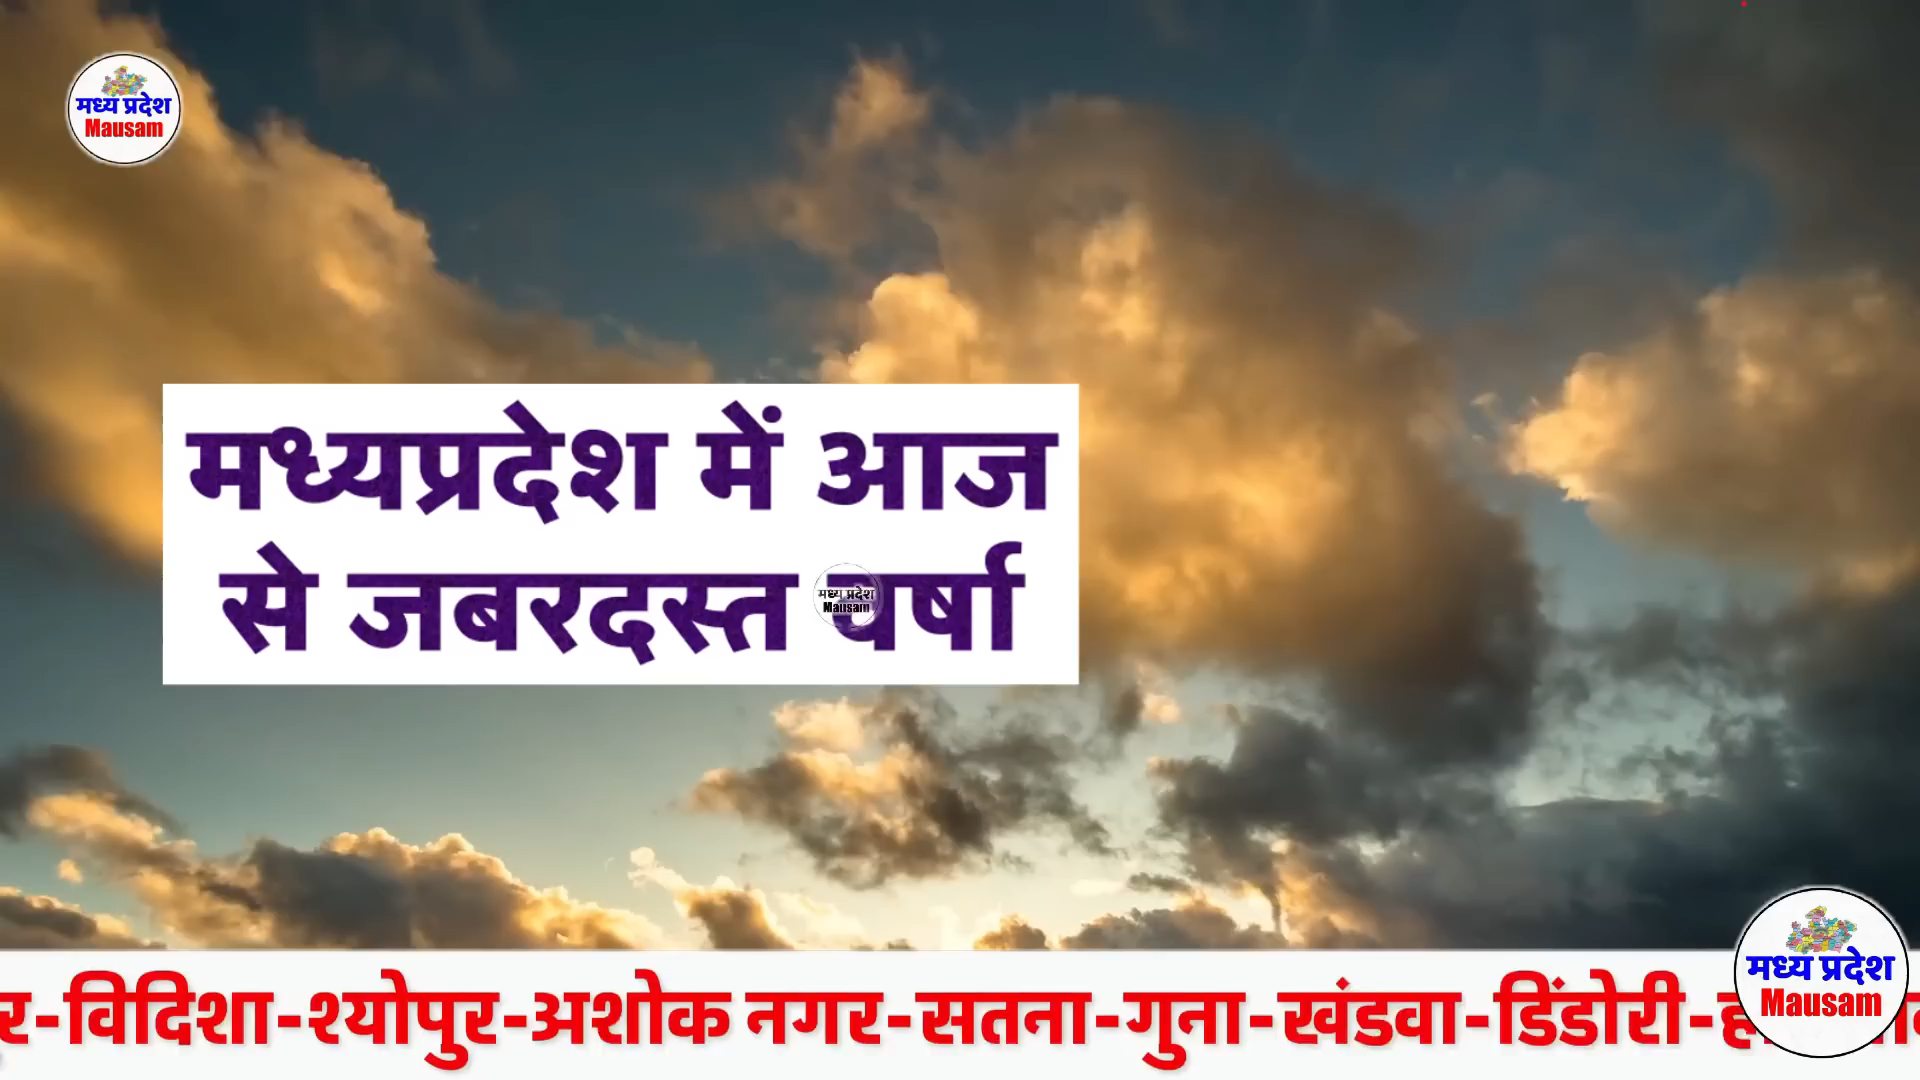 मध्य प्रदेश
Mausam
मध्यप्रदेश में आज
से जबरदस्त वर्षा
मध्य प्रदेश
Mausam
विदिशा-श्योपुर-अशोक नगर-सतना-गुना-खंडवा-डिंडोरी-
मध्य प्रदेश
Mausam